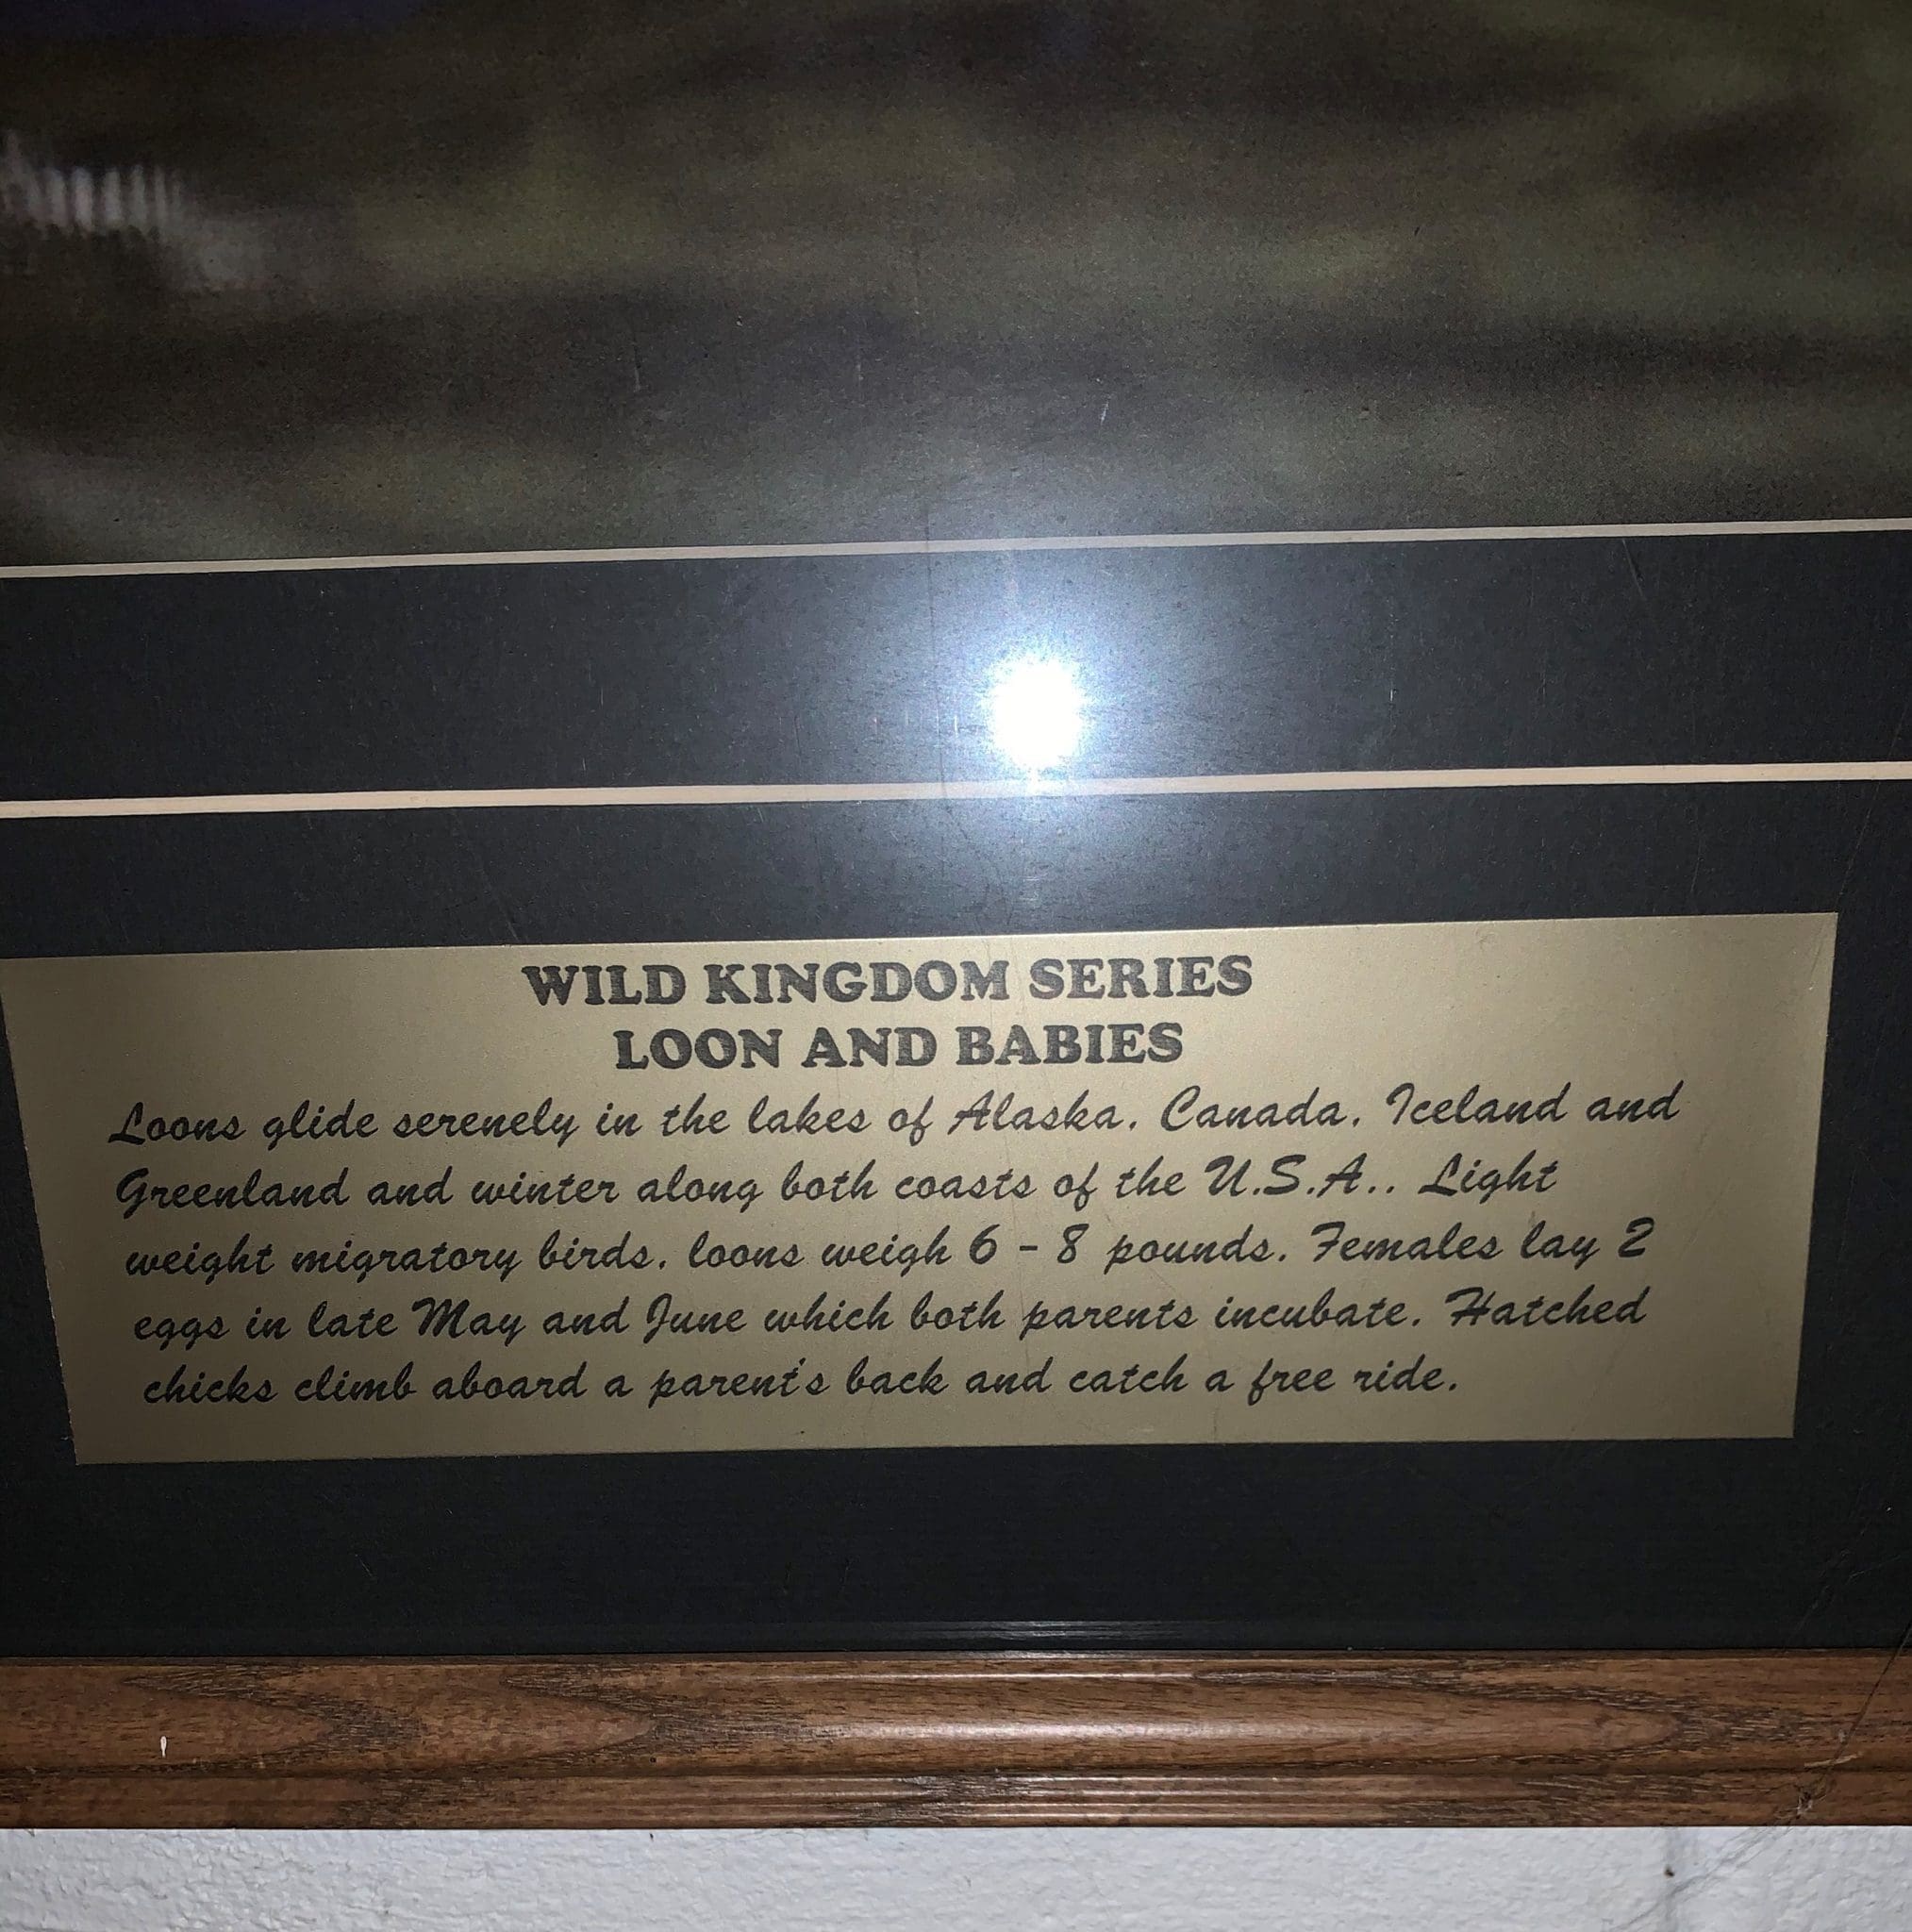 WILD KINGDOM SERIES
LOON AND BABIES
Loons glide serenely in the lakes of Alaska, Canada, Iceland and
Greenland and winter along both coasts of the U.S.A.. Light
weight migratory birds, loons weigh 6 - 8 pounds. Females lay 2
eggs in late May and June which both parents incubate. Hatched
chicks climb aboard a parent's back and catch a free ride.